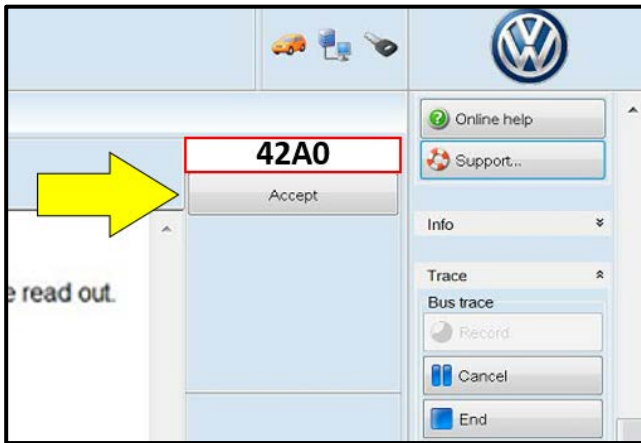 42A0
Accept
e read out.
Online help
Support...
Info
Trace
Bus trace
Record
Cancel
End